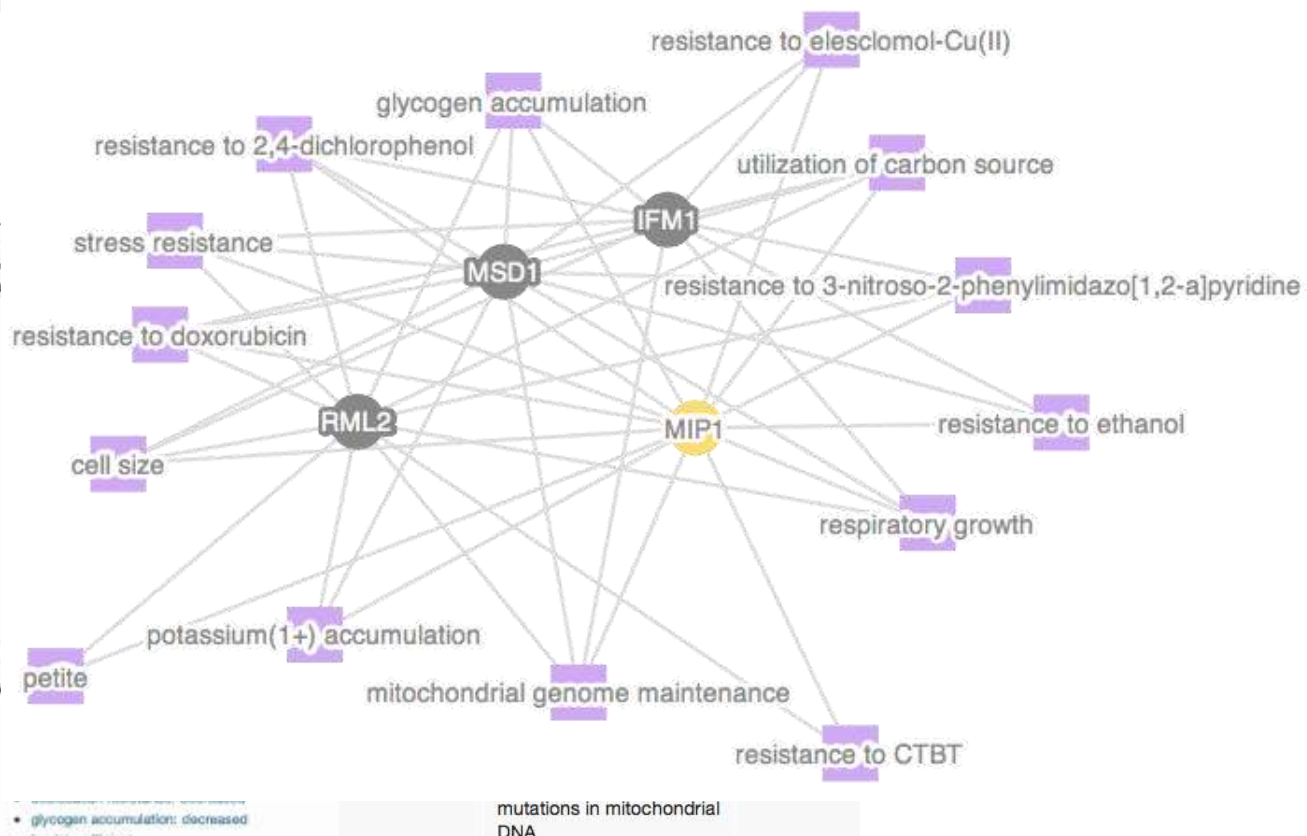 resistance to elesclomol-Cu(II)
glycogen accumulation
resistance to 2,4-dichlorophenol
utilization of carbon source
IFM1
stress resistance
MSD1
resistance to 3-nitroso-2-phenylimidazo[1,2-a]pyridine
resistance to doxorubicin
RML2
MIP1
resistance to ethanol
cell size
respiratory growth
potassium(1+) accumulation
petite
mitochondrial genome maintenance
resistance to CTBT
mutations in mitochondrial
• glycogen accumulation: decreased
DNA